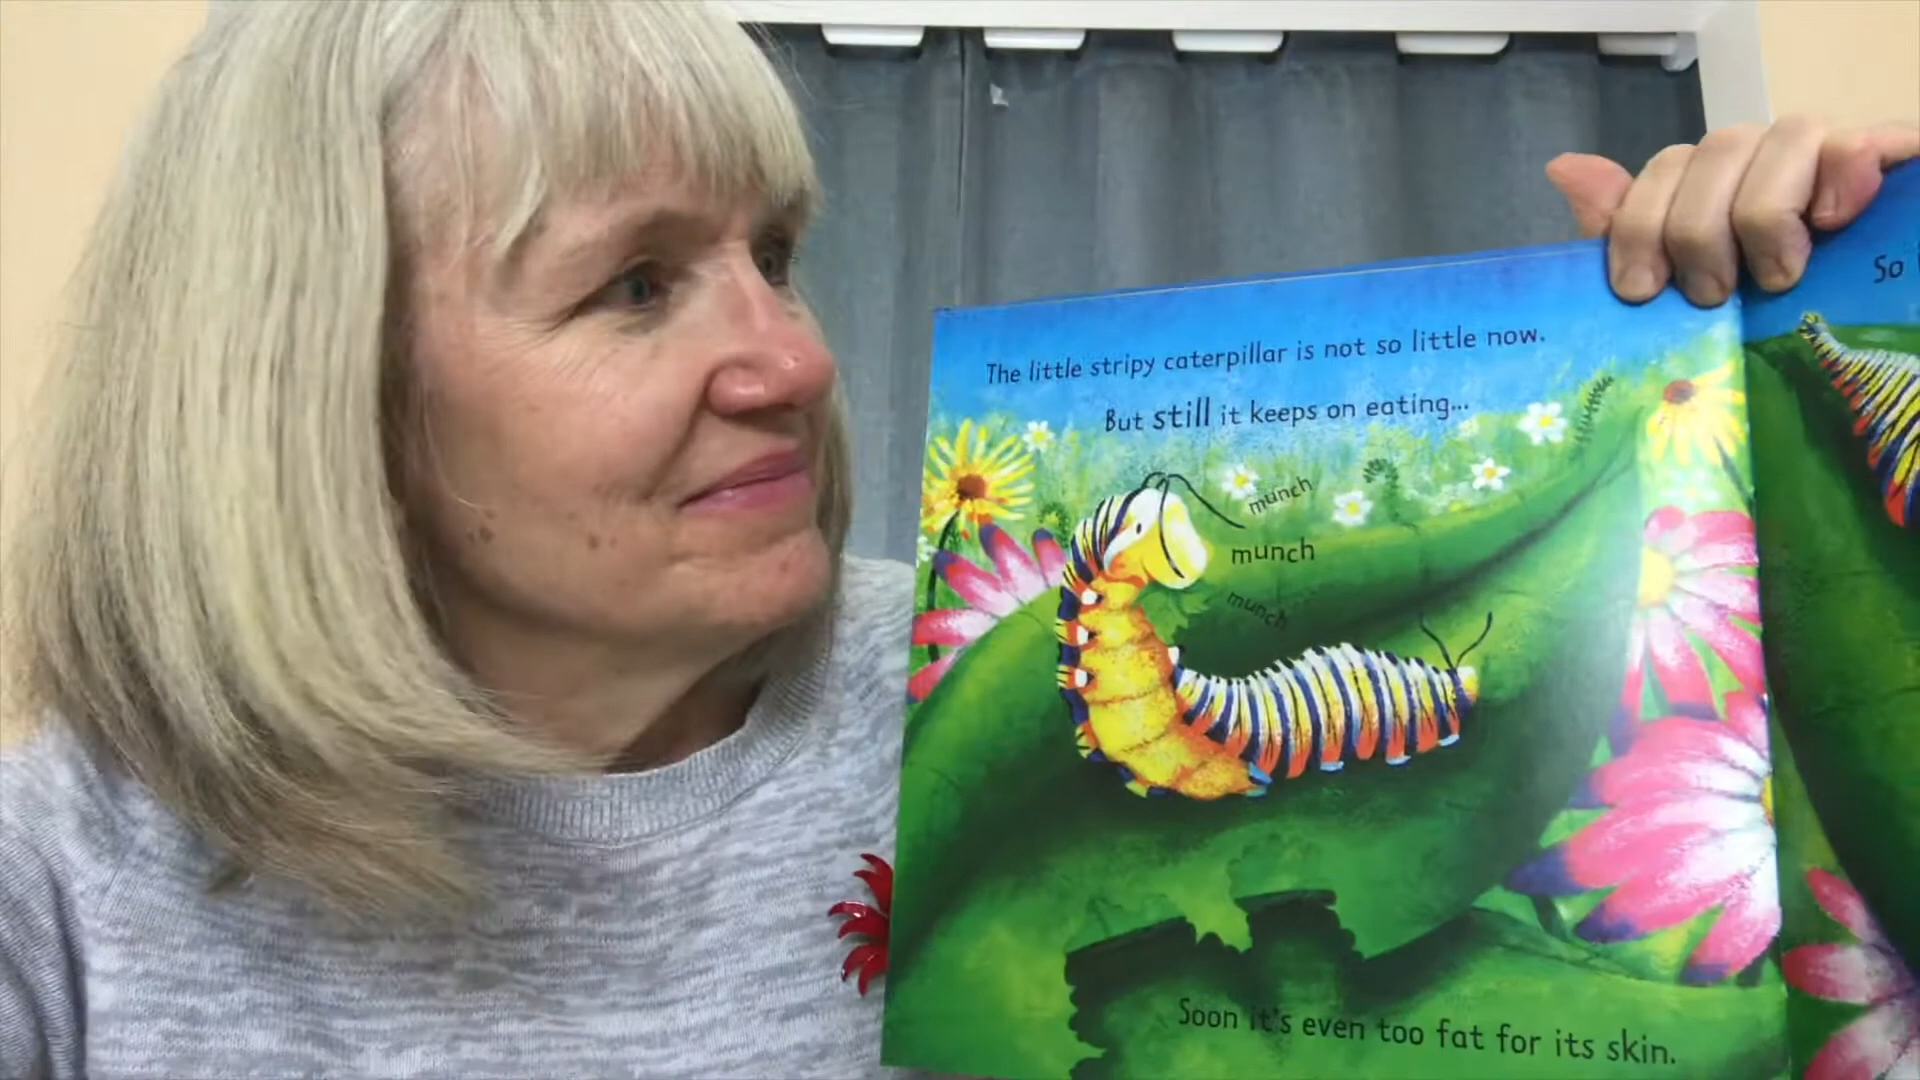 The little stripy caterpillar is not so little now.
But still it keeps on eating...
munch
munch
munch
Soon it's even too fat for its skin.
So